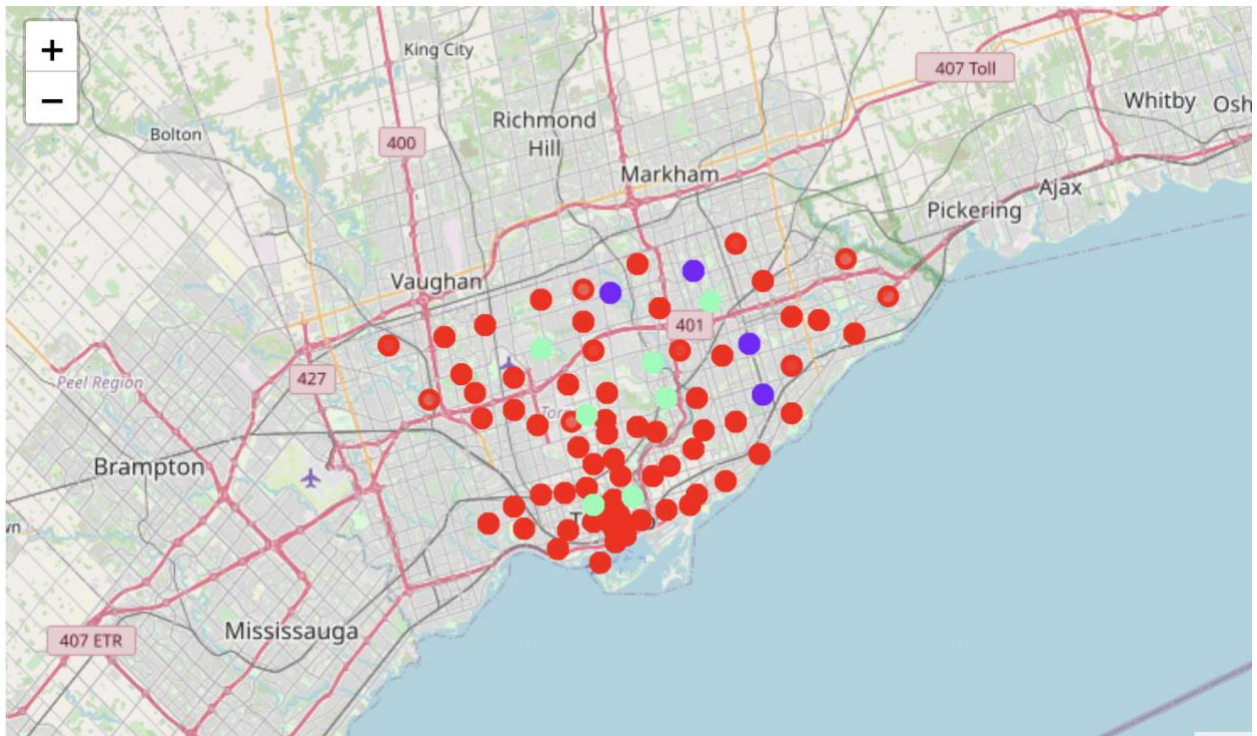 +
−
King City
407 Toll
Whitby
Bolton
400
Richmond
Hill
Markham
Ajax
Pickering
Vaughan
401
427
Peel Region
Brampton
407 ETR
Mississauga